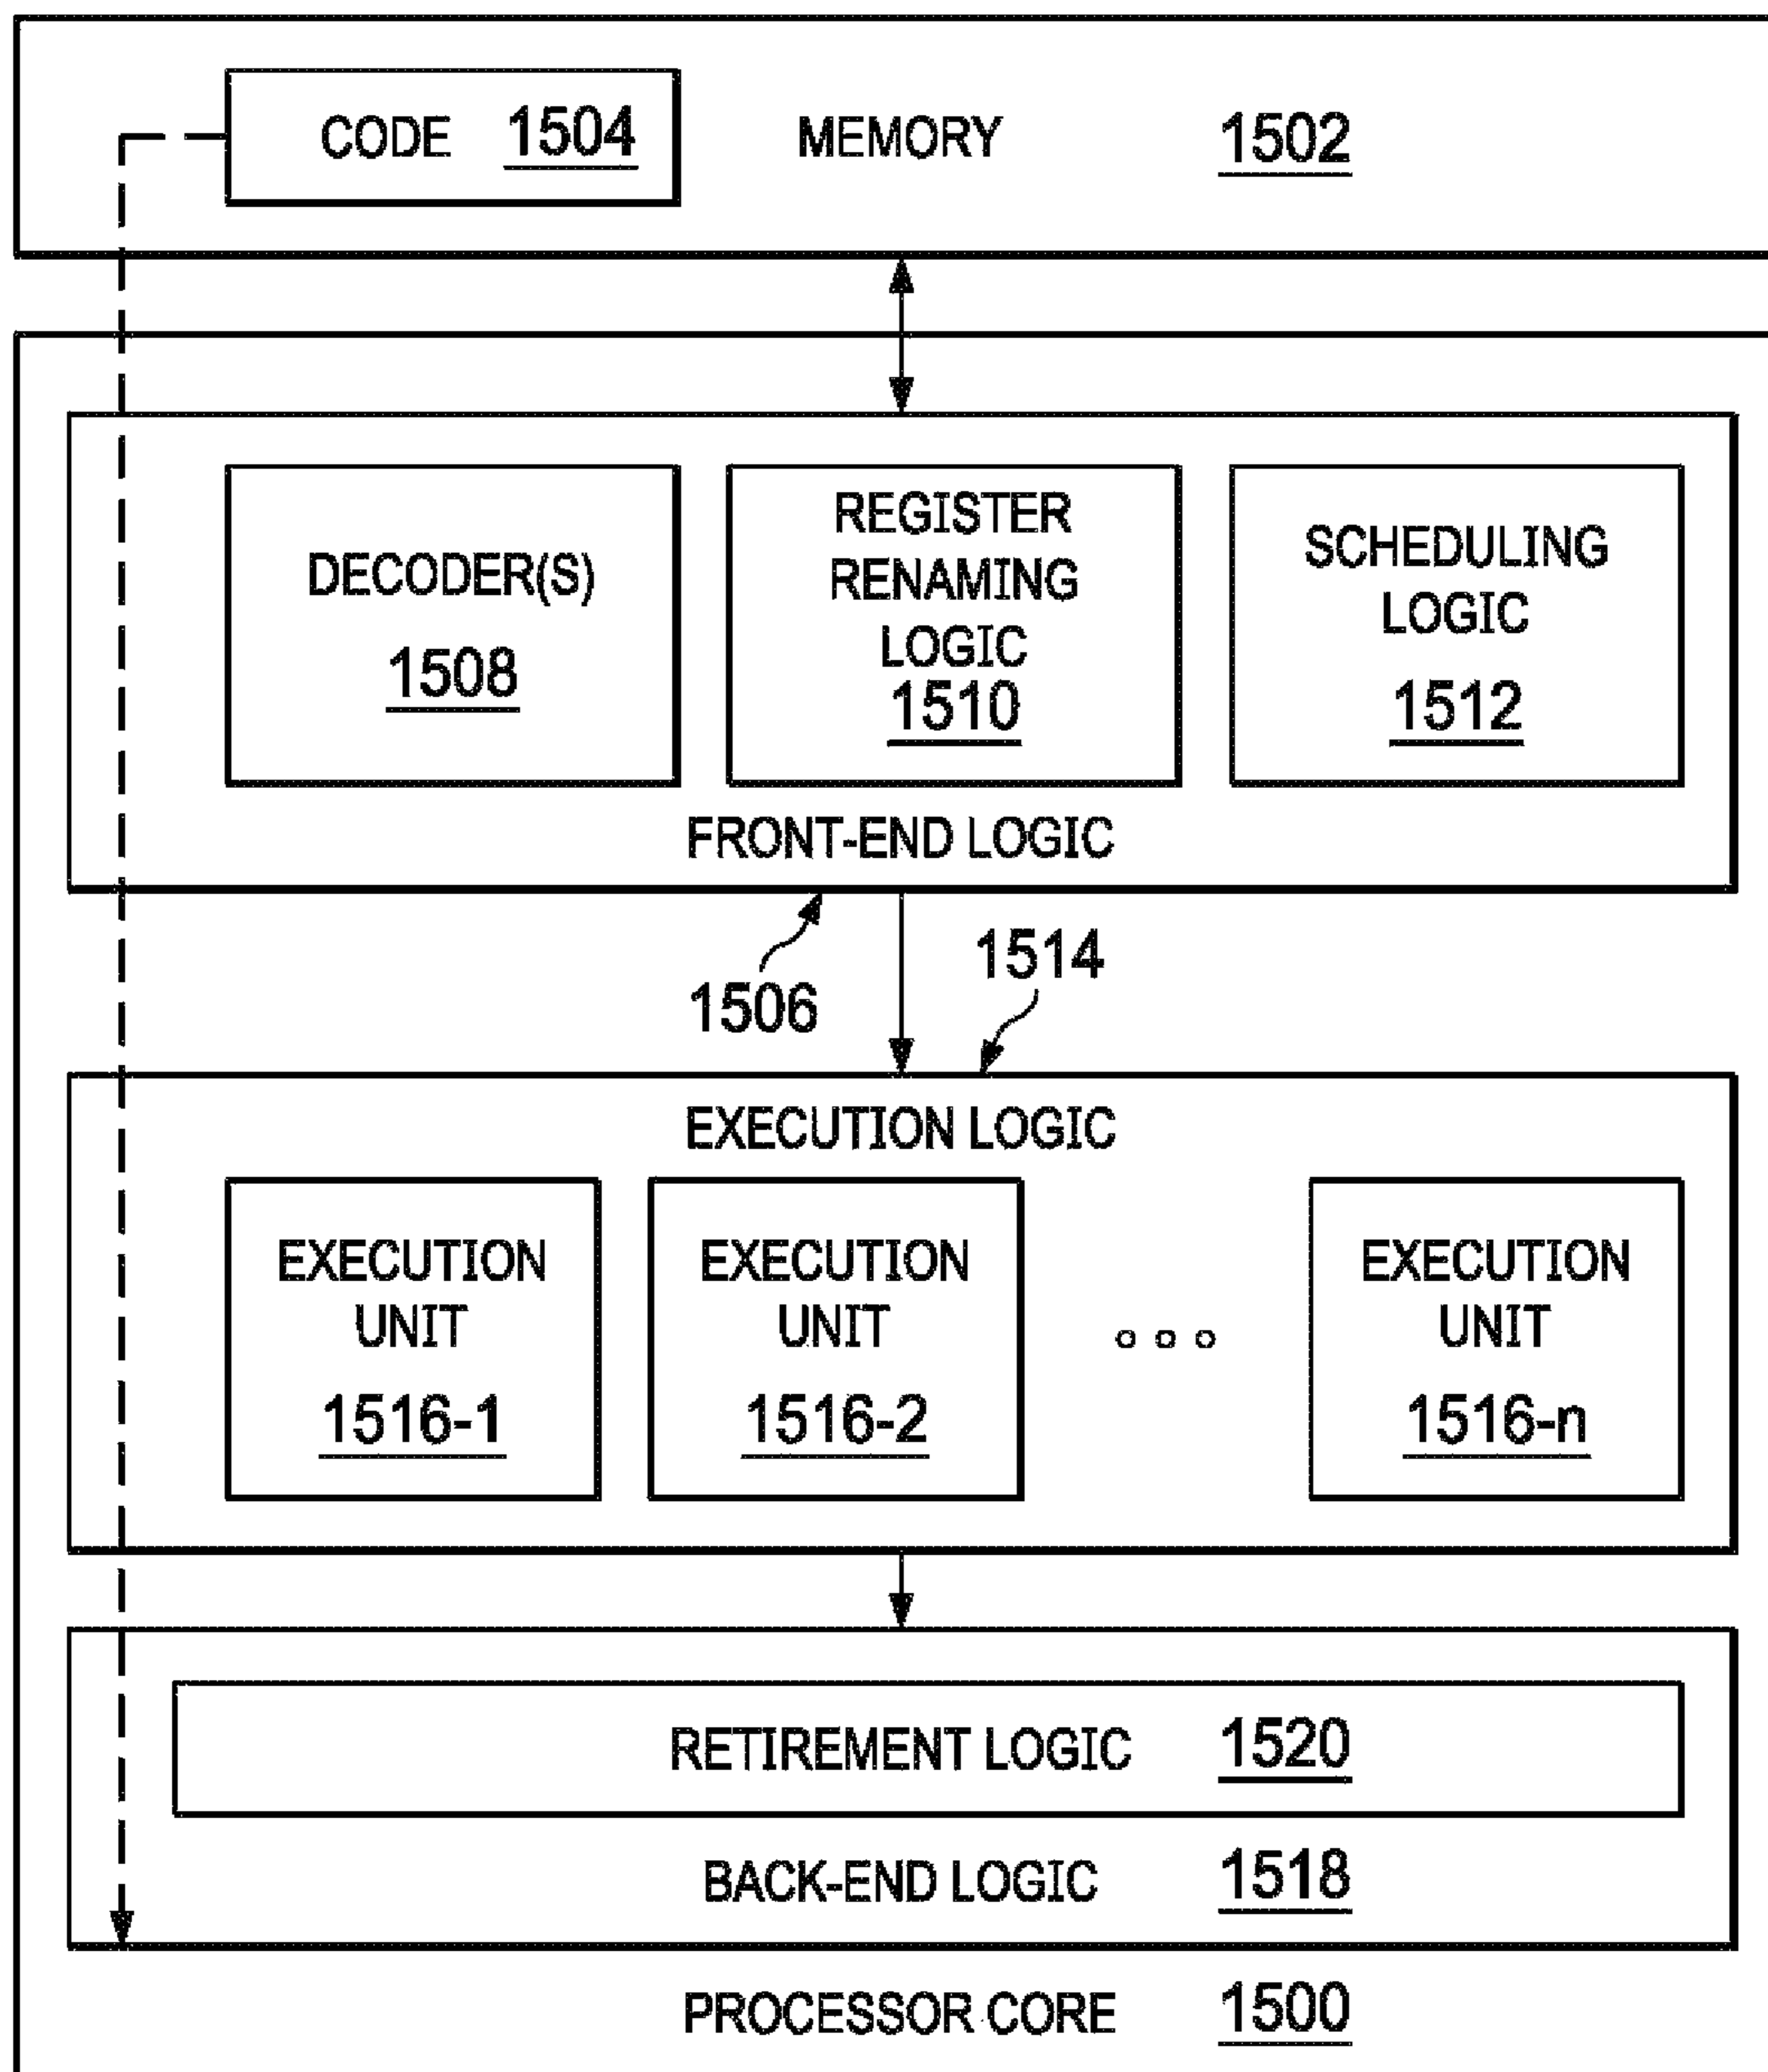 CODE 1504 MEMORY 1502
DECODER(S)
1508
REGISTER
RENAMING
LOGIC
1510
SCHEDULING
LOGIC
1512
FRONT-END LOGIC
1506
1514
EXECUTION LOGIC
EXECUTION
UNIT
1516-1
EXECUTION
UNIT
1516-2
EXECUTION
UNIT
1516-n
RETIREMENT LOGIC 1520
BACK-END LOGIC 1518
PROCESSOR CORE 1500